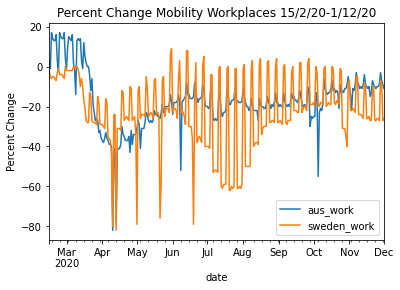 Percent Change Mobility Workplaces 15/2/20-1/12/20
Percent Change
20
0
−20
−40
−60
−80
Mar Apr May Jun Jul Aug Sep Oct Nov Dec
2020
date
aus_work
sweden_work